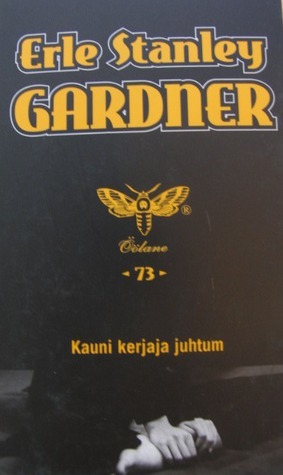 Erle Stanley
GARDNER
®
Öölane
73
Kauni kerjaja juhtum